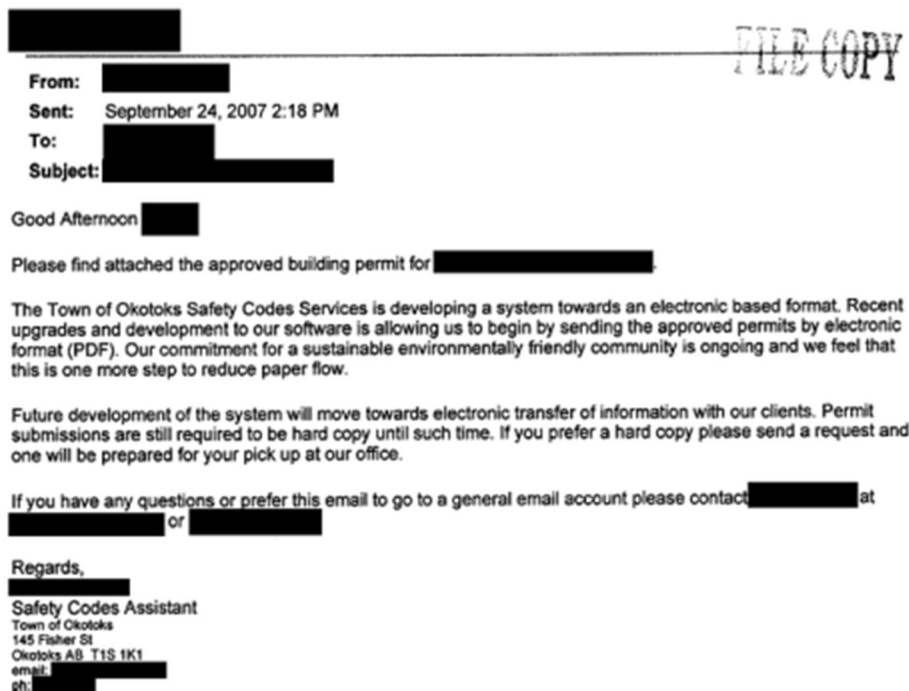 FILE COPY
From:
Sent: September 24, 2007 2:18 PM
To:
Subject:
Good Afternoon
Please find attached the approved building permit for .
The Town of Okotoks Safety Codes Services is developing a system towards an electronic based format. Recent
upgrades and development to our software is allowing us to begin by sending the approved permits by electronic
format (PDF). Our commitment for a sustainable environmentally friendly community is ongoing and we feel that
this is one more step to reduce paper flow.
Future development of the system will move towards electronic transfer of information with our clients. Permit
submissions are still required to be hard copy until such time. If you prefer a hard copy please send a request and
one will be prepared for your pick up at our office.
If you have any questions or prefer this email to go to a general email account please contact at
or
Regards,
Safety Codes Assistant
Town of Okotoks
145 Fisher St
Okotoks AB T1S 1K1
email:
ph: